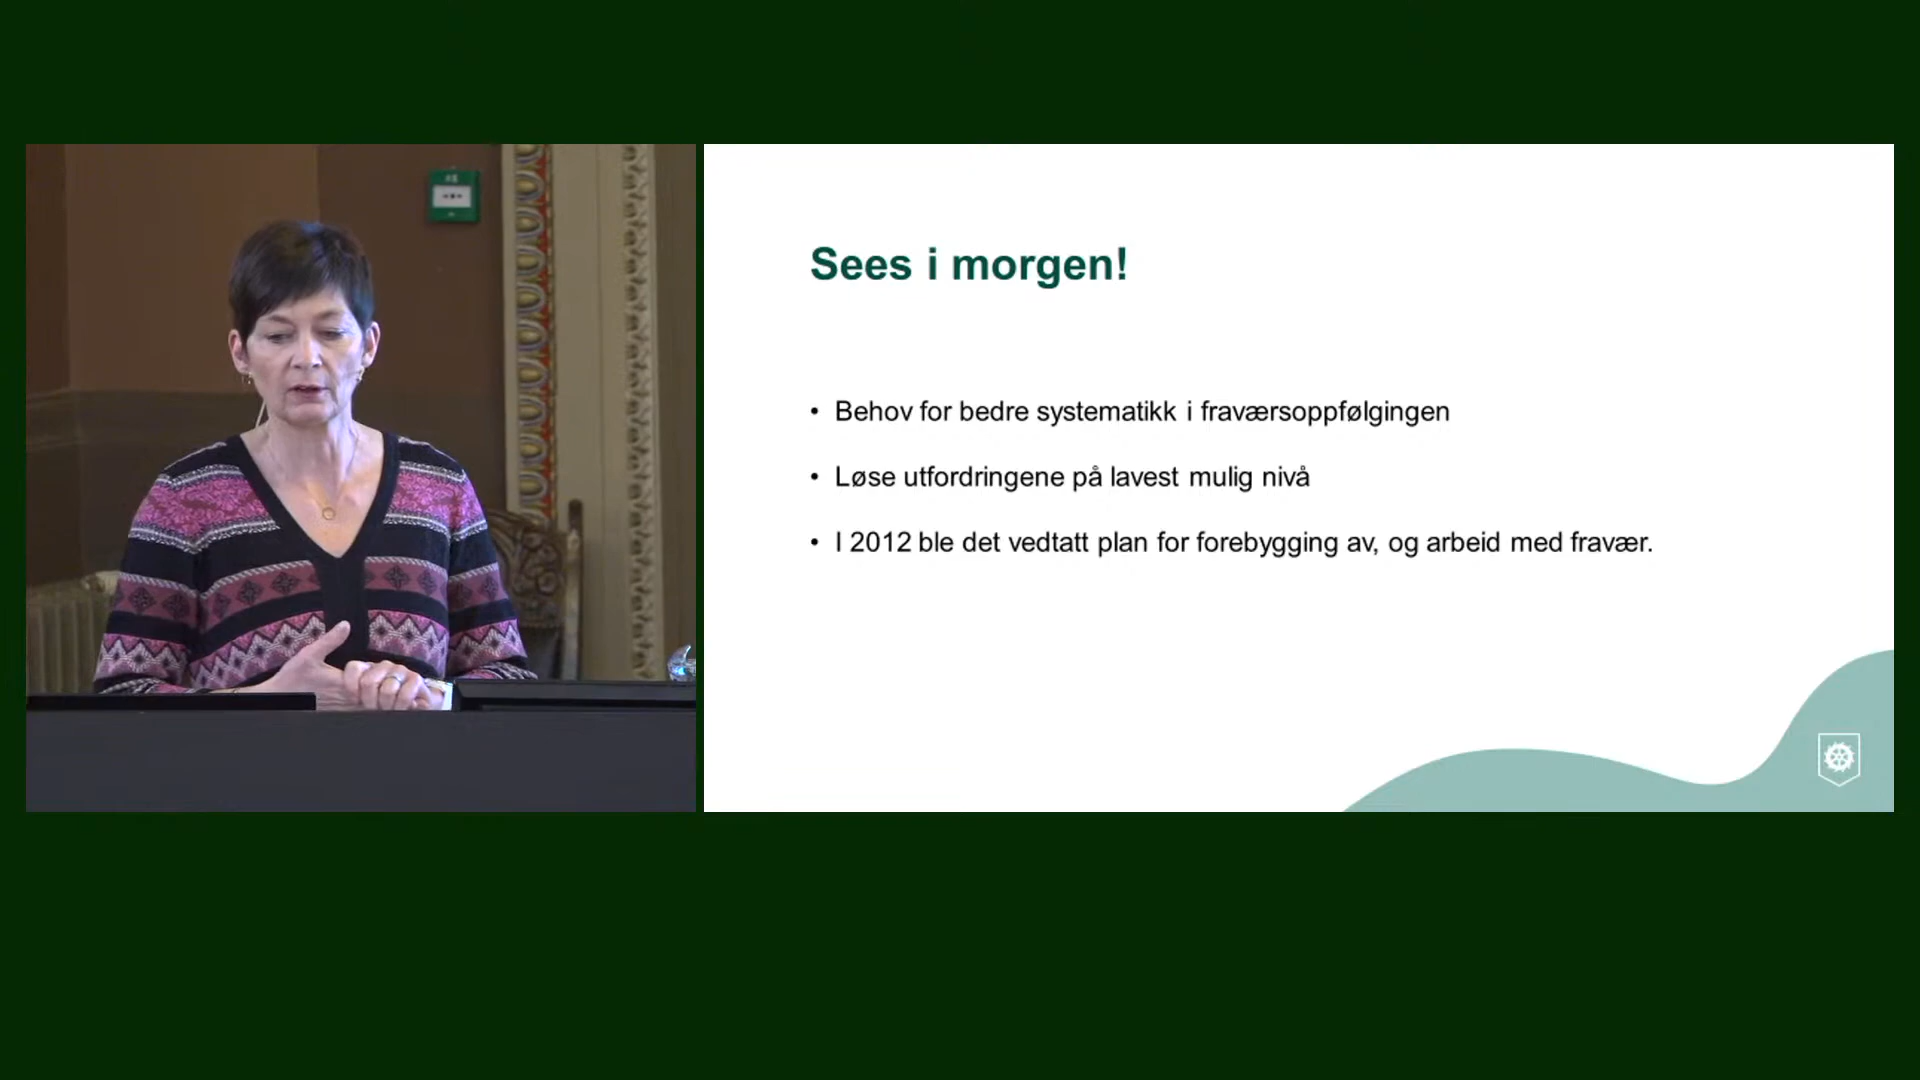 Sees i morgen!
• Behov for bedre systematikk i fraværsoppfølgingen
• Løse utfordringene på lavest mulig nivå
• I 2012 ble det vedtatt plan for forebygging av, og arbeid med fravær.